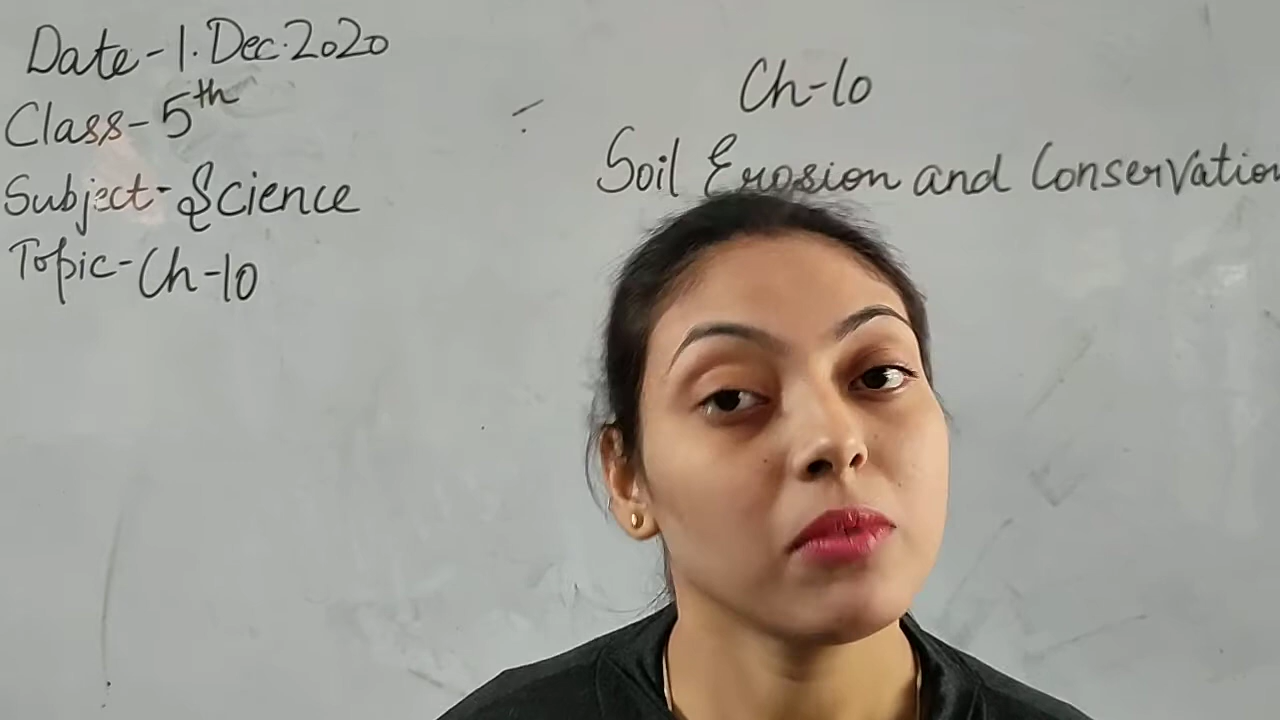 Date-1.Dec.2020
Class-5th
Subject-Science
Topic-Ch-10
Ch-10
Soil Erosion and Conservation